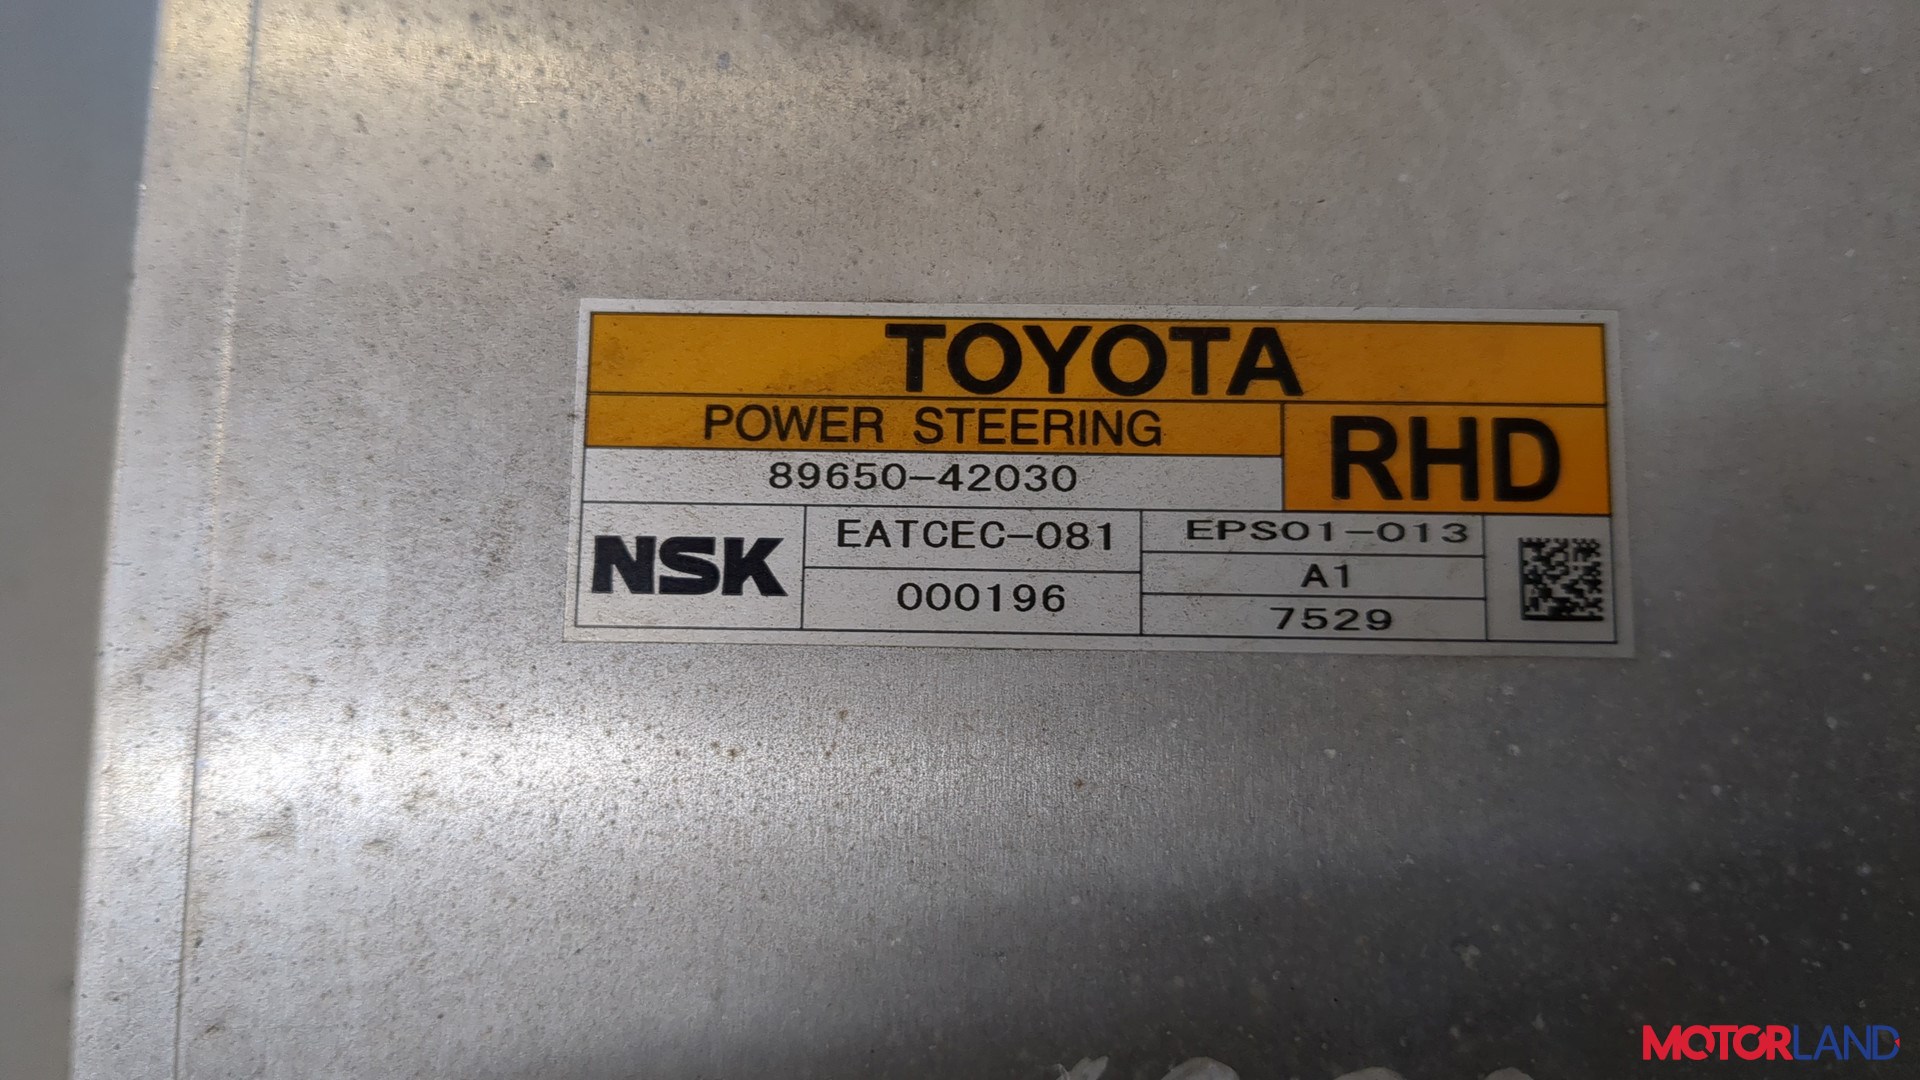 TOYOTA
POWER STEERING
RHD
89650-42030
NSK
EATCEC-081
000196
EPS01-013
A1
7529
MOTORLAND